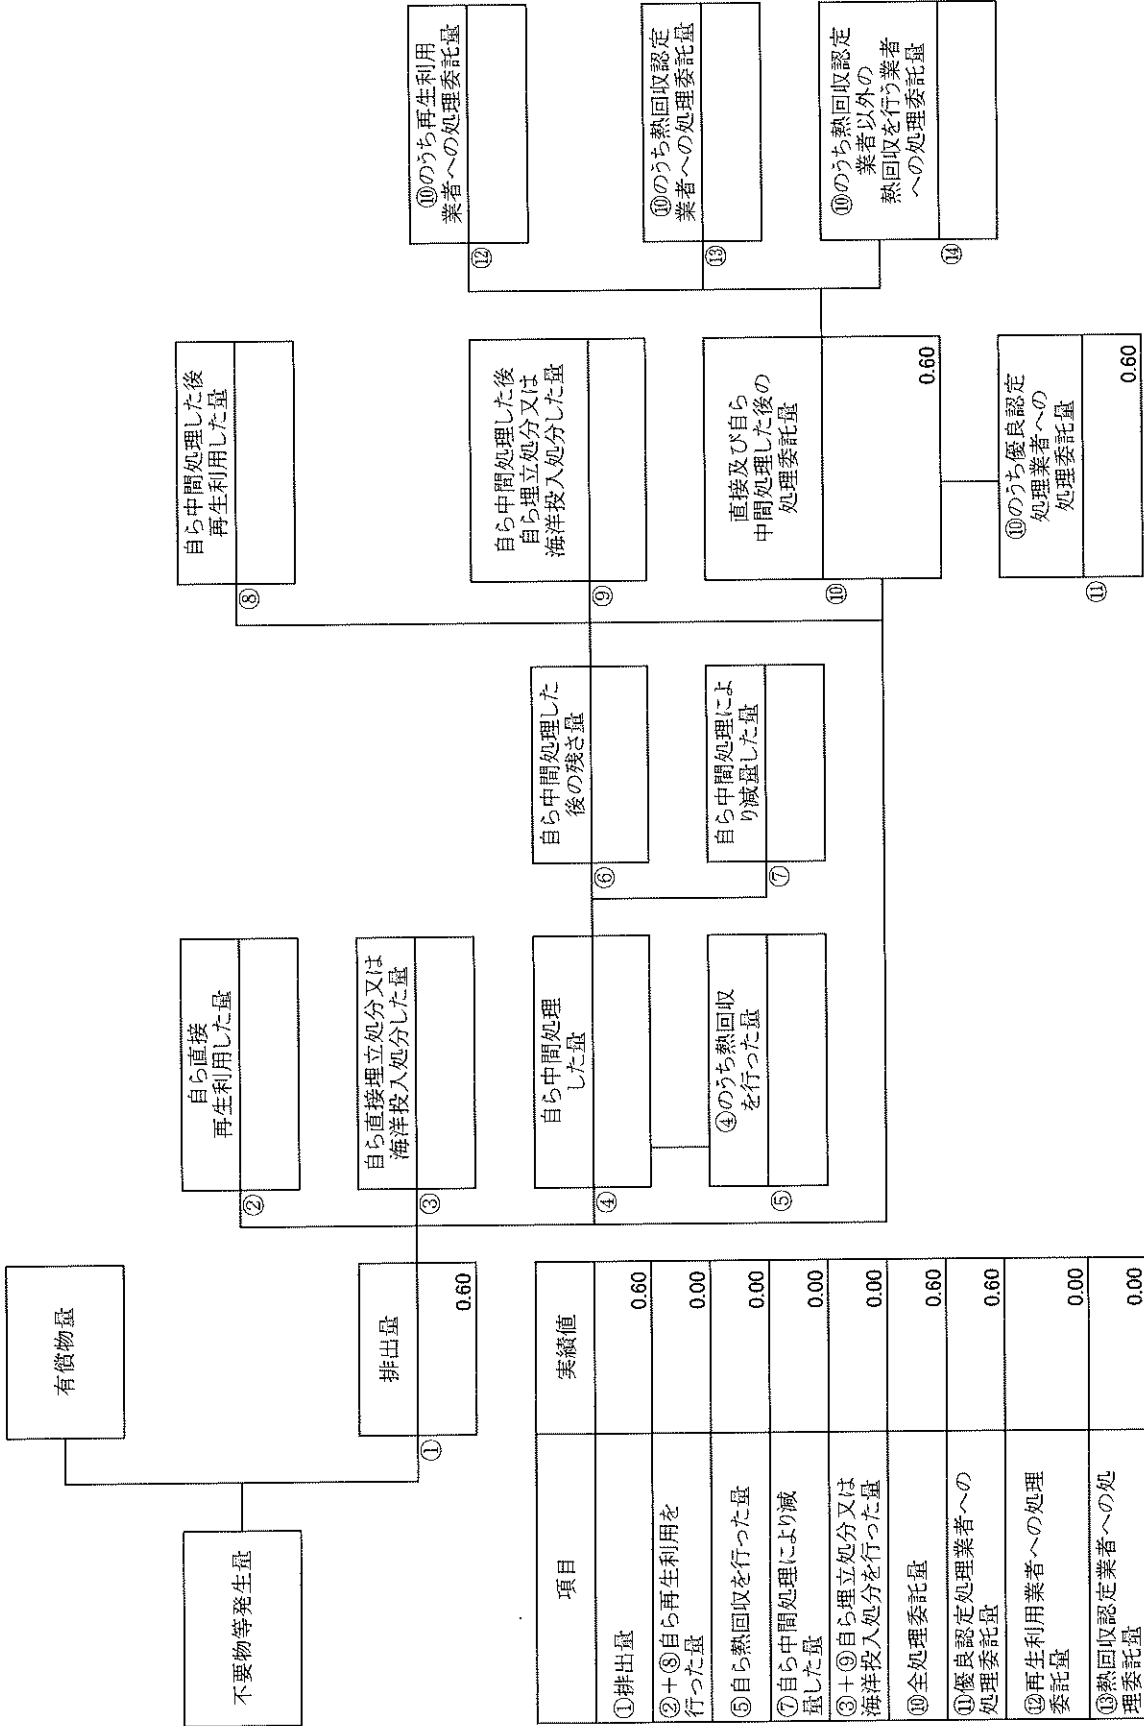 不要物等発生量
有償物量
排出量
①
0.60
自ら直接
再生利用した量
②
自ら直接埋立処分又は
海洋投入処分した量
③
自ら中間処理
した量
④
④のうち熱回収
を行った量
⑤
自ら中間処理した
後の残さ量
⑥
自ら中間処理によ
り減量した量
⑦
自ら中間処理した後
再生利用した量
⑧
自ら中間処理した後
自ら埋立処分又は
海洋投入処分した量
⑨
直接及び自ら
中間処理した後の
処理委託量
⑩
0.60
⑩のうち優良認定
処理業者への
処理委託量
⑪
0.60
⑩のうち再生利用
業者への処理委託量
⑫
⑩のうち熱回収認定
業者への処理委託量
⑬
⑩のうち熱回収認定
業者以外の
熱回収を行う業者
への処理委託量
⑭
項目 実績値
①排出量 0.60
②+⑧自ら再生利用を
行った量 0.00
⑤自ら熱回収を行った量 0.00
⑦自ら中間処理により減
量した量 0.00
③+⑨自ら埋立処分又は
海洋投入処分を行った量 0.00
⑩全処理委託量 0.60
⑪優良認定処理業者への
処理委託量 0.60
⑫再生利用業者への処理
委託量 0.00
⑬熱回収認定業者への処
理委託量 0.00